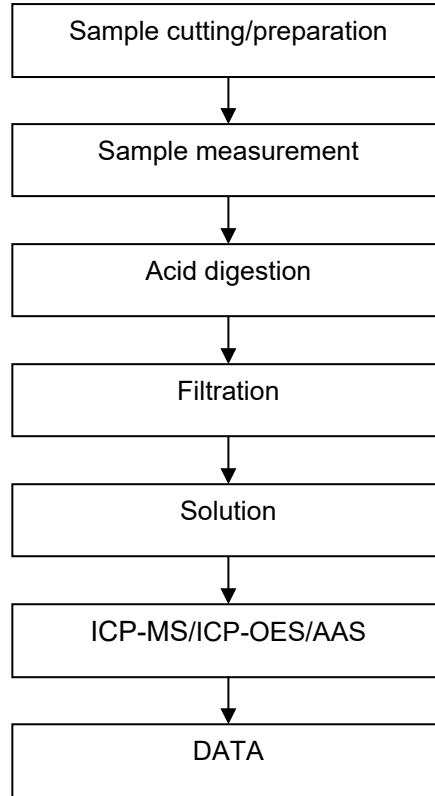 Sample cutting/preparation
Sample measurement
Acid digestion
Filtration
Solution
ICP-MS/ICP-OES/AAS
DATA